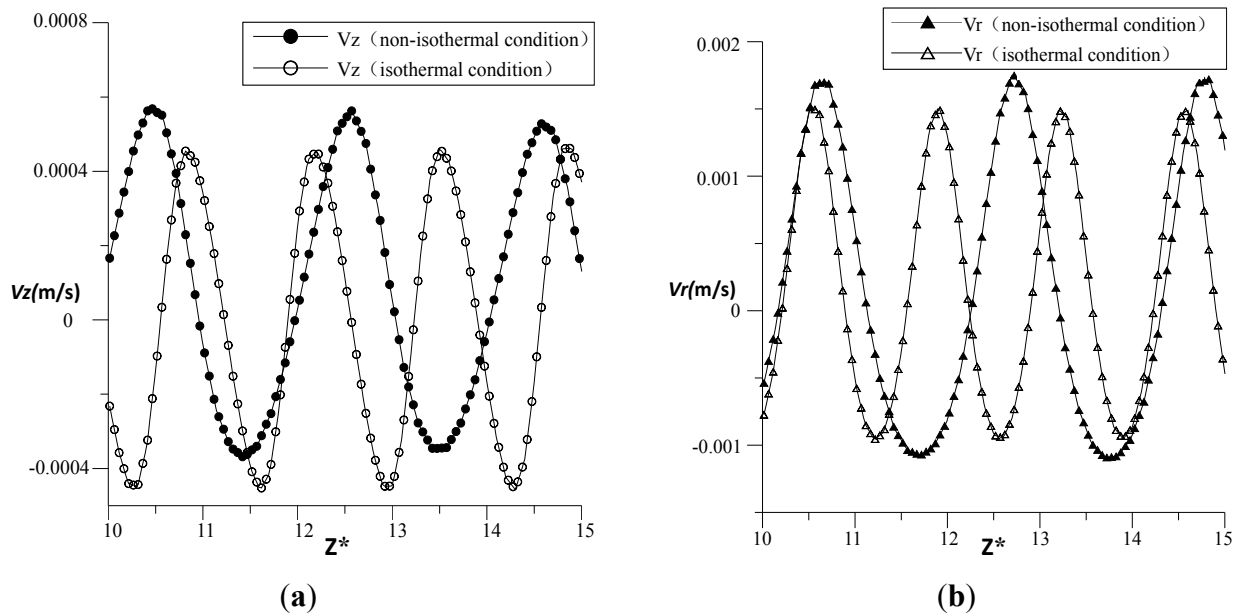 0.0008
0.0004
0
-0.0004
Vz(m/s)
10 11 12 13 14 15
Z*
Vz（non-isothermal condition）
Vz（isothermal condition）
(a)
0.002
0.001
0
-0.001
Vr(m/s)
10 11 12 13 14 15
Z*
Vr（non-isothermal condition）
Vr（isothermal condition）
(b)